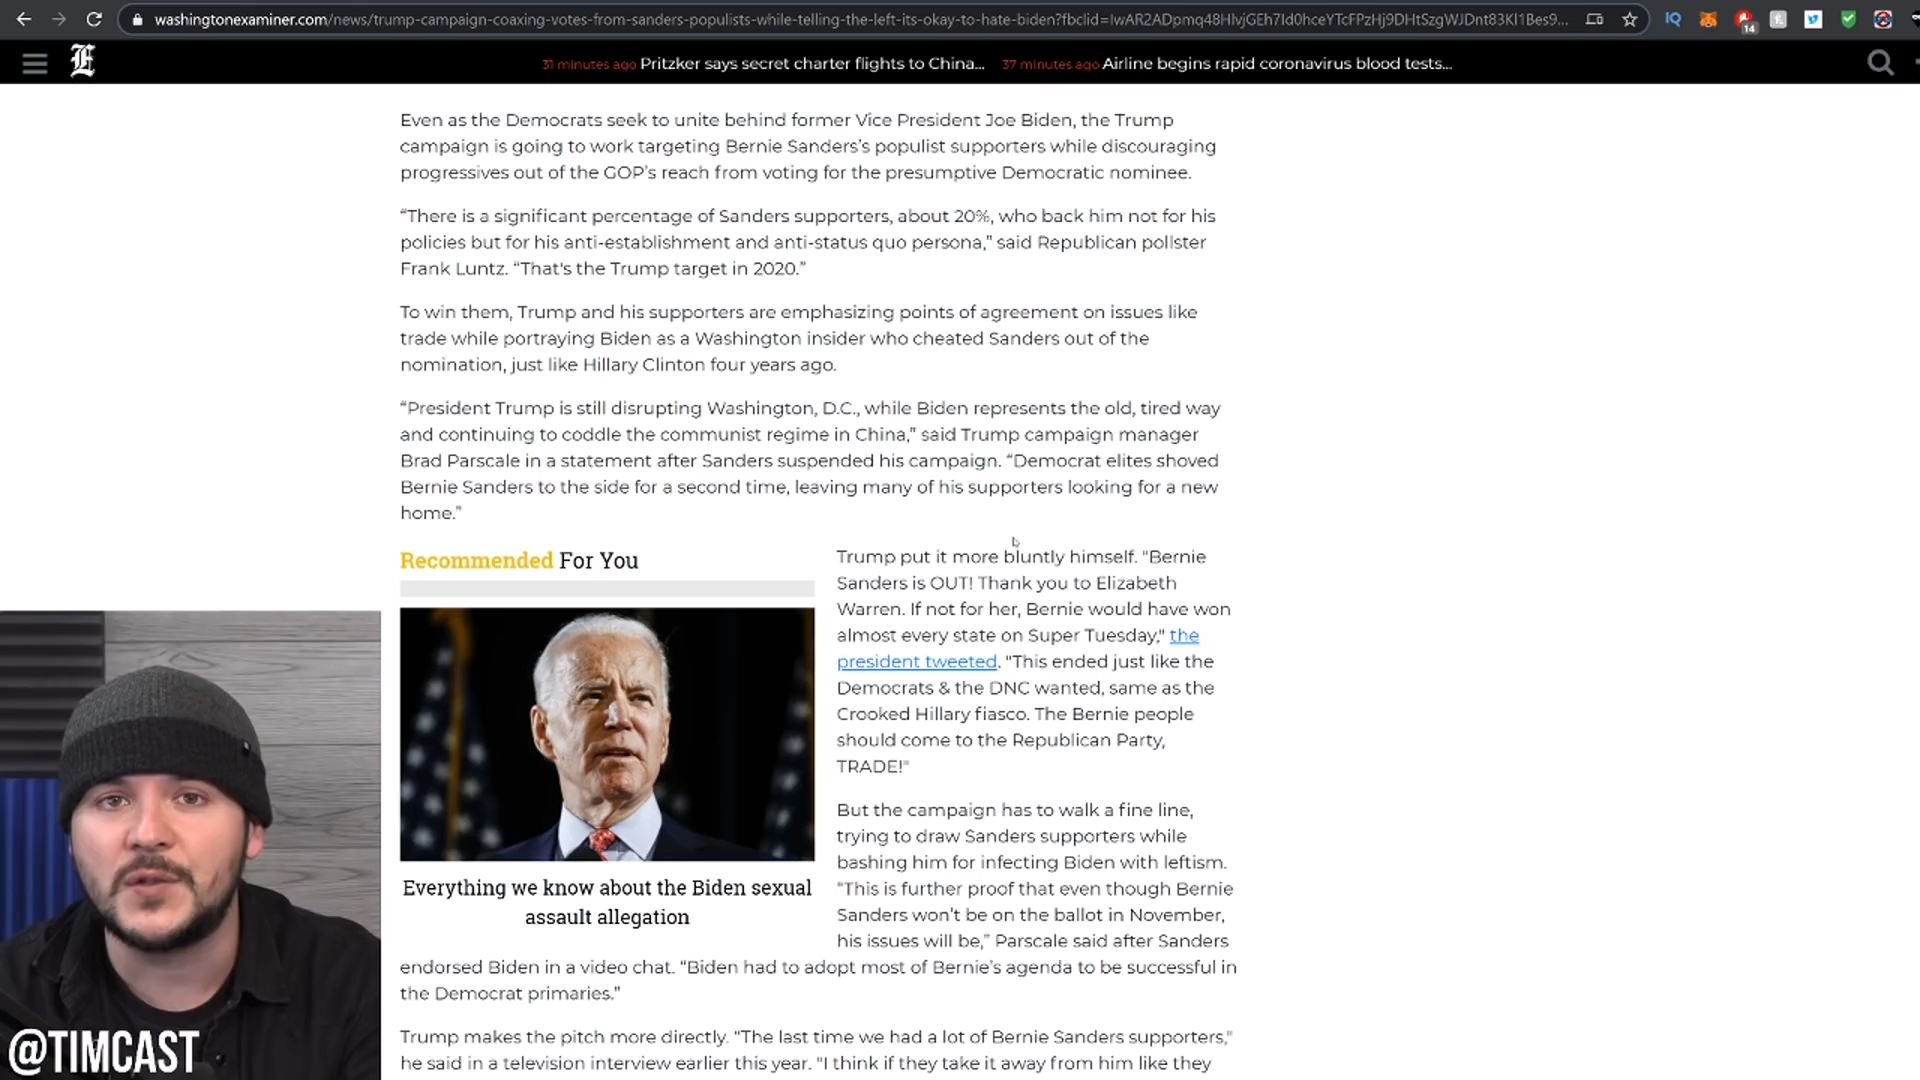 washingtonexaminer.com/news/trump-campaign-coaxing-votes-from-sanders-populists-while-telling-the-left-its-okay-to-hate-biden?fbclid=
14
31 minutes ago Pritzker says secret charter flights to China... 37 minutes ago Airline begins rapid coronavirus blood tests...
Even as the Democrats seek to unite behind former Vice President Joe Biden, the Trump
campaign is going to work targeting Bernie Sanders’s populist supporters while discouraging
progressives out of the GOP’s reach from voting for the presumptive Democratic nominee.
“There is a significant percentage of Sanders supporters, about 20%, who back him not for his
policies but for his anti-establishment and anti-status quo persona,” said Republican pollster
Frank Luntz. “That's the Trump target in 2020.”
To win them, Trump and his supporters are emphasizing points of agreement on issues like
trade while portraying Biden as a Washington insider who cheated Sanders out of the
nomination, just like Hillary Clinton four years ago.
“President Trump is still disrupting Washington, D.C., while Biden represents the old, tired way
and continuing to coddle the communist regime in China,” said Trump campaign manager
Brad Parscale in a statement after Sanders suspended his campaign. “Democrat elites shoved
Bernie Sanders to the side for a second time, leaving many of his supporters looking for a new
home.”
Recommended For You
Everything we know about the Biden sexual
assault allegation
Trump put it more bluntly himself. "Bernie
Sanders is OUT! Thank you to Elizabeth
Warren. If not for her, Bernie would have won
almost every state on Super Tuesday," the
president tweeted. "This ended just like the
Democrats & the DNC wanted, same as the
Crooked Hillary fiasco. The Bernie people
should come to the Republican Party,
TRADE!"
But the campaign has to walk a fine line,
trying to draw Sanders supporters while
bashing him for infecting Biden with leftism.
“This is further proof that even though Bernie
Sanders won’t be on the ballot in November,
his issues will be,” Parscale said after Sanders
endorsed Biden in a video chat. “Biden had to adopt most of Bernie’s agenda to be successful in
the Democrat primaries.”
Trump makes the pitch more directly. "The last time we had a lot of Bernie Sanders supporters,"
he said in a television interview earlier this year. "I think if they take it away from him like they
@TIMCAST